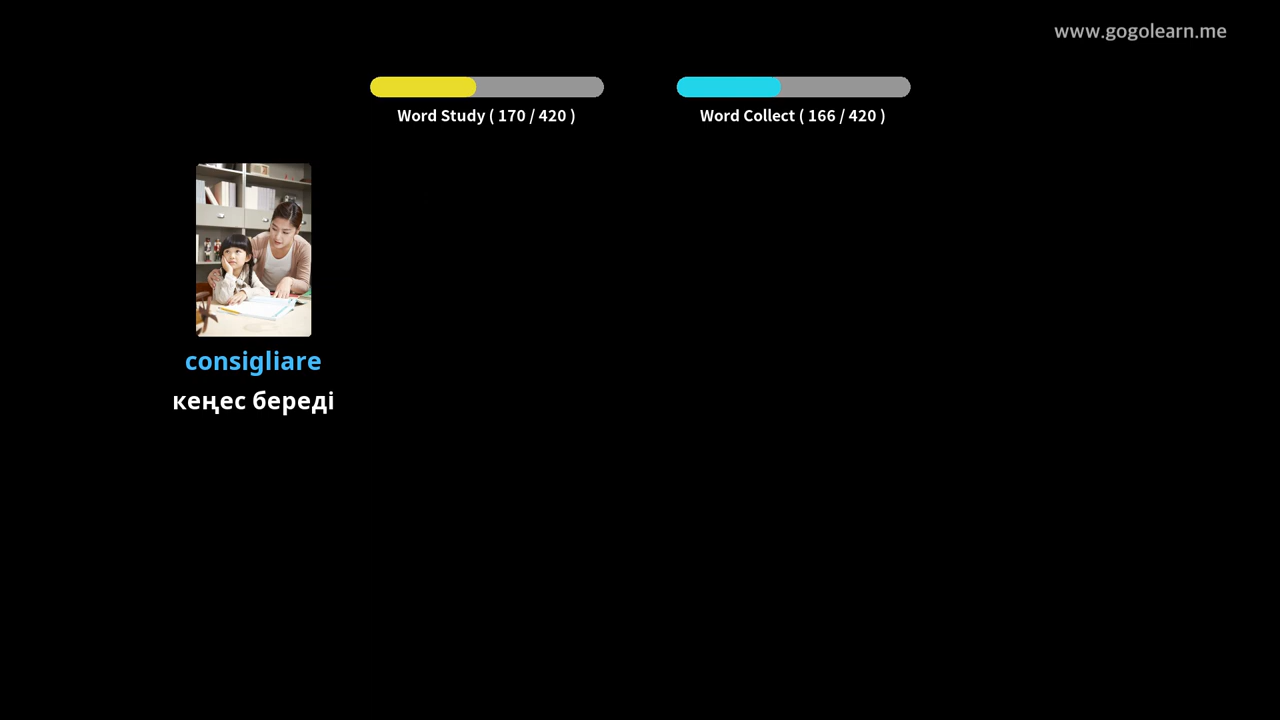 www.gogolearn.me
Word Study ( 170 / 420 )
Word Collect ( 166 / 420 )
consigliare
кеңес береді